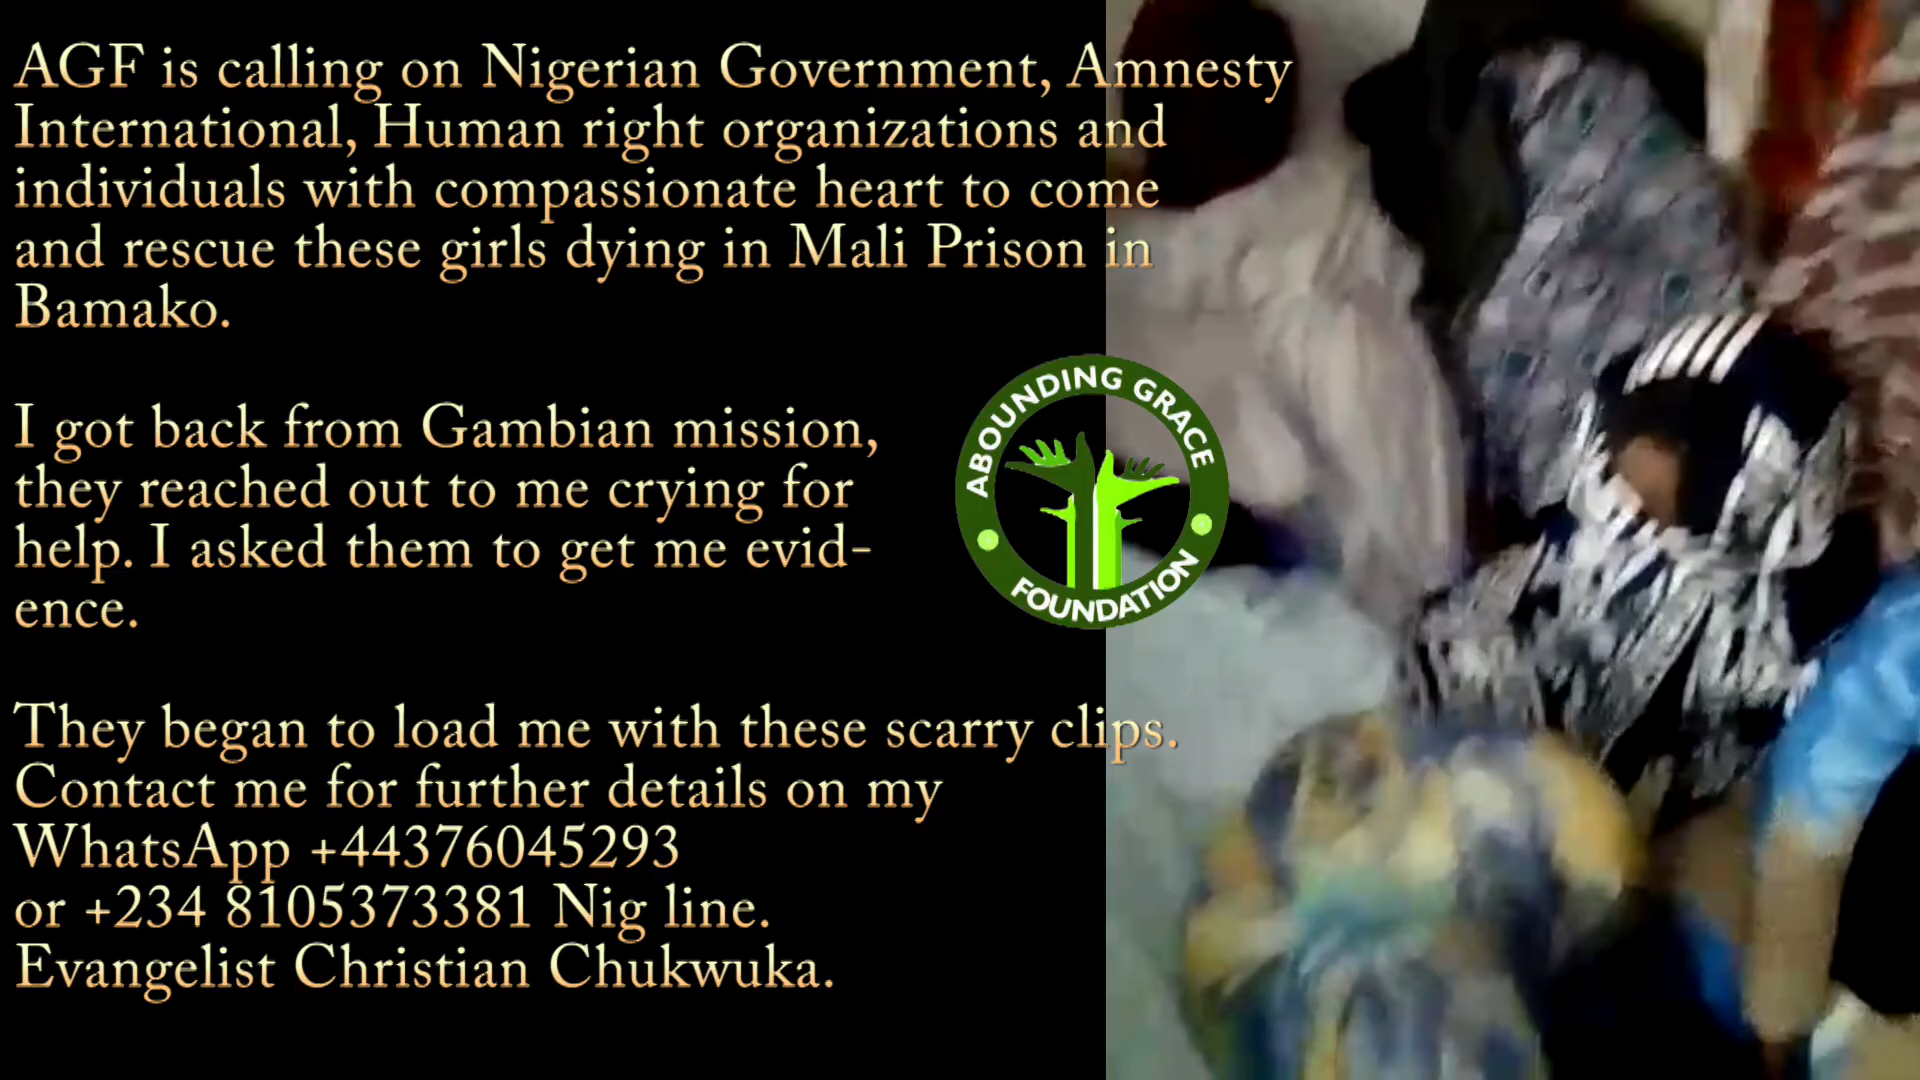 AGF is calling on Nigerian Government, Amnesty
International, Human right organizations and
individuals with compassionate heart to come
and rescue these girls dying in Mali Prison in
Bamako.
I got back from Gambian mission,
they reached out to me crying for
help. I asked them to get me evid-
ence.
ABOUNDING GRACE
FOUNDATION
They began to load me with these scarry clips.
Contact me for further details on my
WhatsApp +44376045293
or +234 8105373381 Nig line.
Evangelist Christian Chukwuka.